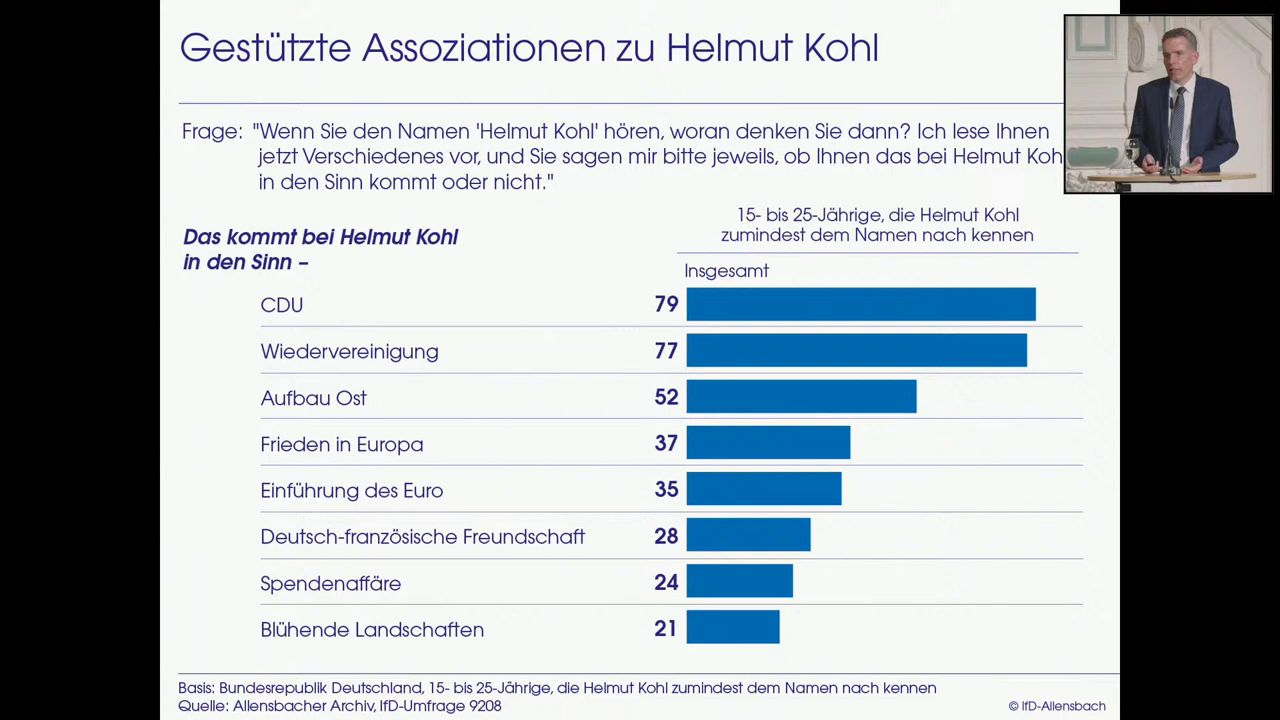 Gestützte Assoziationen zu Helmut Kohl
Frage: "Wenn Sie den Namen 'Helmut Kohl' hören, woran denken Sie dann? Ich lese Ihnen
jetzt Verschiedenes vor, und Sie sagen mir bitte jeweils, ob Ihnen das bei Helmut Koh
in den Sinn kommt oder nicht."
15- bis 25-Jährige, die Helmut Kohl
zumindest dem Namen nach kennen
Das kommt bei Helmut Kohl
in den Sinn –
Insgesamt
CDU 79
Wiedervereinigung 77
Aufbau Ost 52
Frieden in Europa 37
Einführung des Euro 35
Deutsch-französische Freundschaft 28
Spendenaffäre 24
Blühende Landschaften 21
Basis: Bundesrepublik Deutschland, 15- bis 25-Jährige, die Helmut Kohl zumindest dem Namen nach kennen
Quelle: Allensbacher Archiv, IfD-Umfrage 9208
© IfD-Allensbach